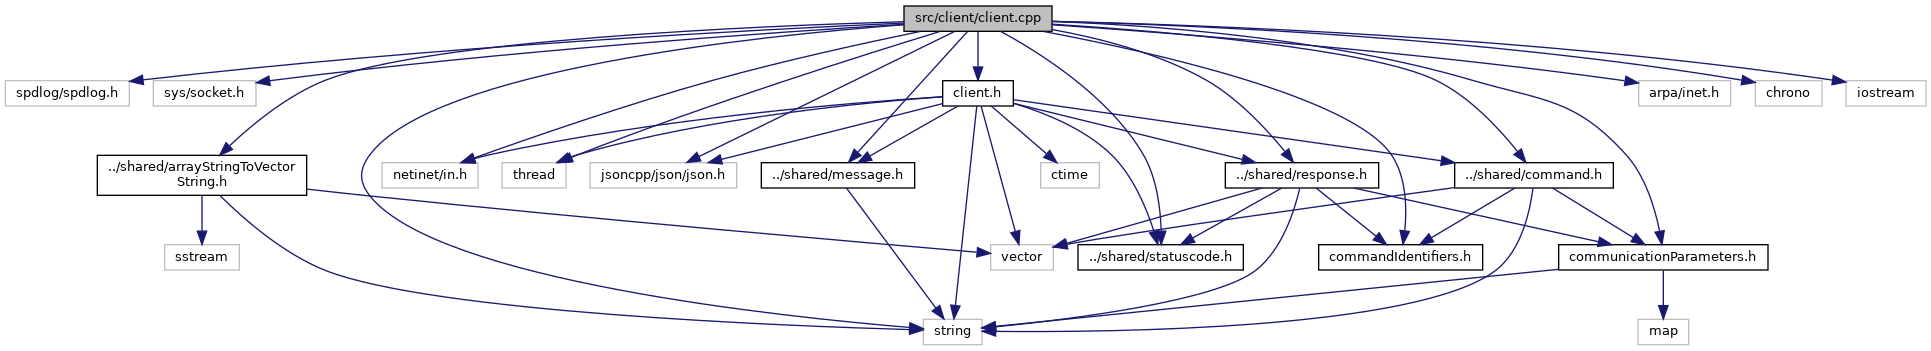 src/client/client.cpp
spdlog/spdlog.h
sys/socket.h
client.h
arpa/inet.h
chrono
iostream
../shared/arrayStringToVector
String.h
netinet/in.h
thread
jsoncpp/json/json.h
../shared/message.h
ctime
../shared/response.h
../shared/command.h
sstream
vector
../shared/statuscode.h
commandIdentifiers.h
communicationParameters.h
string
map